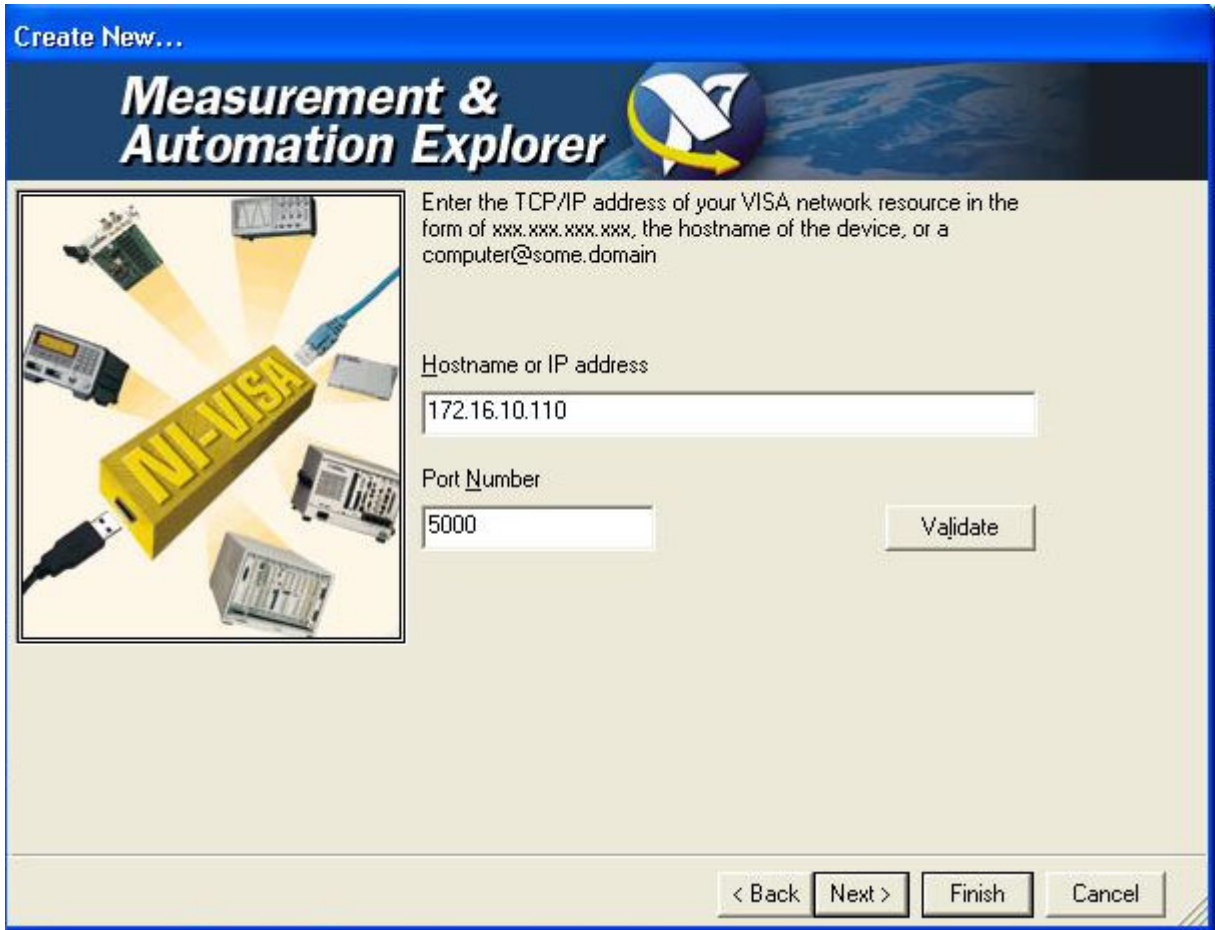 Create New...
Measurement &
Automation Explorer
Enter the TCP/IP address of your VISA network resource in the
form of xxx.xxx.xxx.xxx, the hostname of the device, or a
computer@some.domain
NI-VISA
Hostname or IP address
172.16.10.110
Port Number
5000
Validate
< Back Next > Finish Cancel